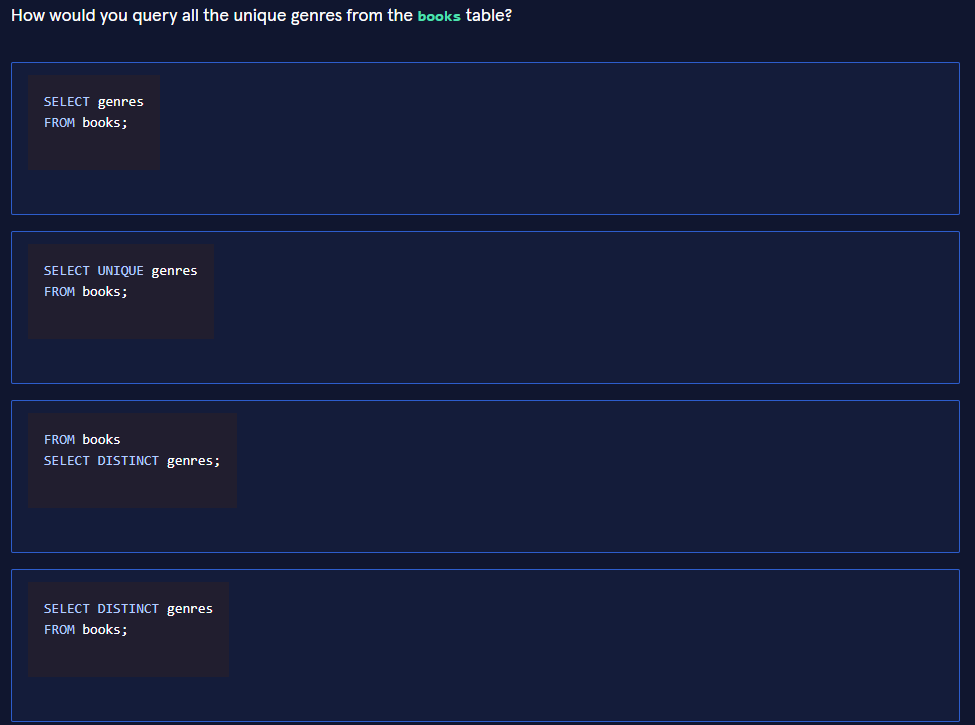 How would you query all the unique genres from the books table?
SELECT genres
FROM books;
SELECT UNIQUE genres
FROM books;
FROM books
SELECT DISTINCT genres;
SELECT DISTINCT genres
FROM books;